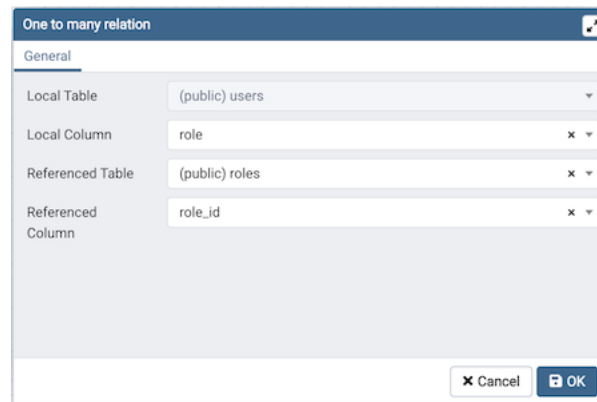 One to many relation
General
Local Table
(public) users
Local Column
role
Referenced Table
(public) roles
Referenced
Column
role_id
Cancel
OK